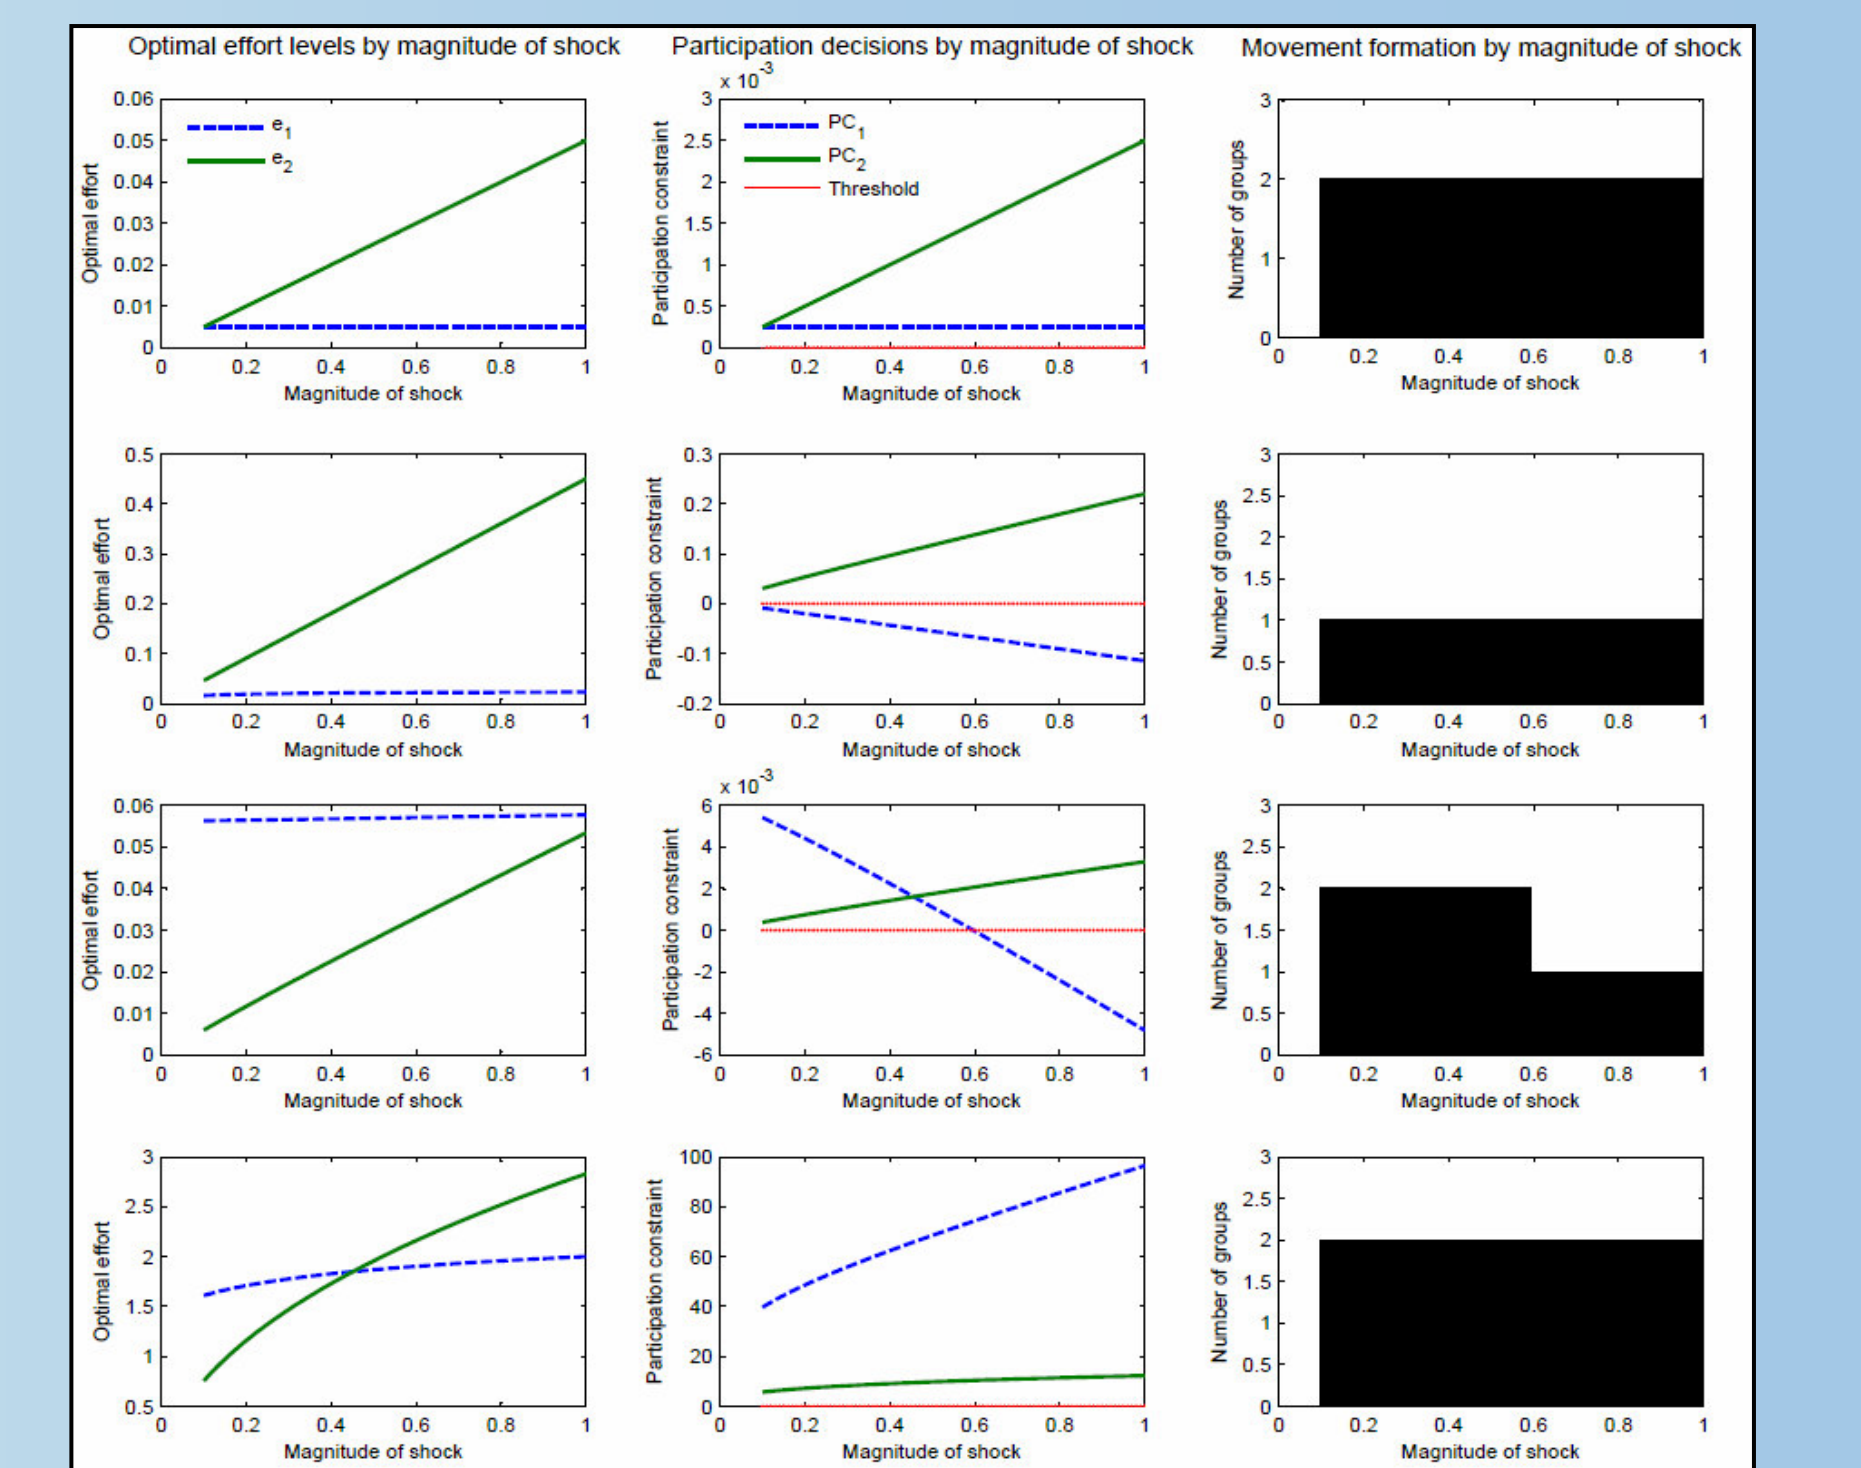 Optimal effort levels by magnitude of shock
Participation decisions by magnitude of shock
Movement formation by magnitude of shock
0.06
0.05
0.04
0.03
0.02
0.01
0
Optimal effort
e1
e2
0 0.2 0.4 0.6 0.8 1
Magnitude of shock
x 10-3
3
2.5
2
1.5
1
0.5
0
Participation constraint
PC1
PC2
Threshold
0 0.2 0.4 0.6 0.8 1
Magnitude of shock
3
2
1
0
Number of groups
0 0.2 0.4 0.6 0.8 1
Magnitude of shock
0.5
0.4
0.3
0.2
0.1
0
Optimal effort
0 0.2 0.4 0.6 0.8 1
Magnitude of shock
0.3
0.2
0.1
0
-0.1
-0.2
Participation constraint
0 0.2 0.4 0.6 0.8 1
Magnitude of shock
3
2.5
2
1.5
1
0.5
0
Number of groups
0 0.2 0.4 0.6 0.8 1
Magnitude of shock
0.06
0.05
0.04
0.03
0.02
0.01
0
Optimal effort
0 0.2 0.4 0.6 0.8 1
Magnitude of shock
x 10-3
6
4
2
0
-2
-4
-6
Participation constraint
0 0.2 0.4 0.6 0.8 1
Magnitude of shock
3
2.5
2
1.5
1
0.5
0
Number of groups
0 0.2 0.4 0.6 0.8 1
Magnitude of shock
3
2.5
2
1.5
1
0.5
Optimal effort
0 0.2 0.4 0.6 0.8 1
Magnitude of shock
100
80
60
40
20
0
Participation constraint
0 0.2 0.4 0.6 0.8 1
Magnitude of shock
3
2.5
2
1.5
1
0.5
0
Number of groups
0 0.2 0.4 0.6 0.8 1
Magnitude of shock